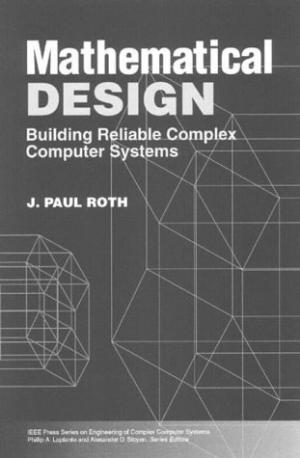 Mathematical
DESIGN
Building Reliable Complex
Computer Systems
J. PAUL ROTH
IEEE Press Series on Engineering of Complex Computer Systems
Phillip A. Laplante and Alexander D. Stoyen, Series Editors